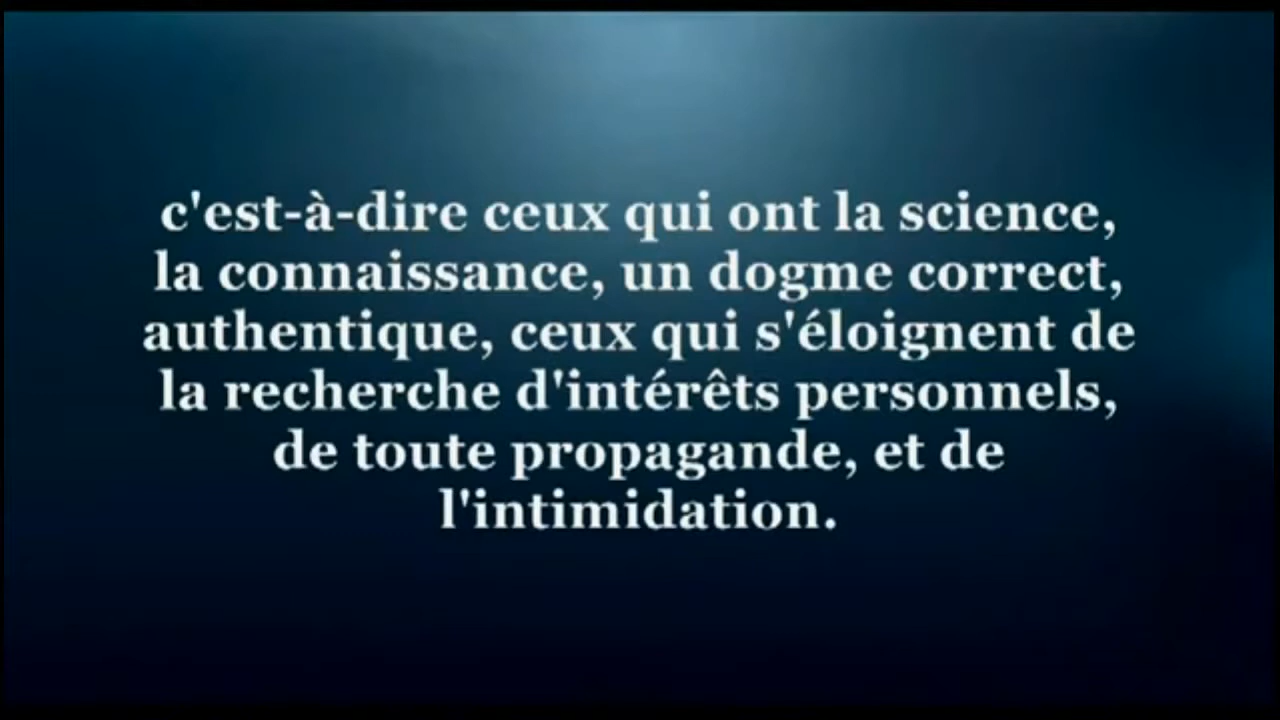 c'est-à-dire ceux qui ont la science,
la connaissance, un dogme correct,
authentique, ceux qui s'éloignent de
la recherche d'intérêts personnels,
de toute propagande, et de
l'intimidation.